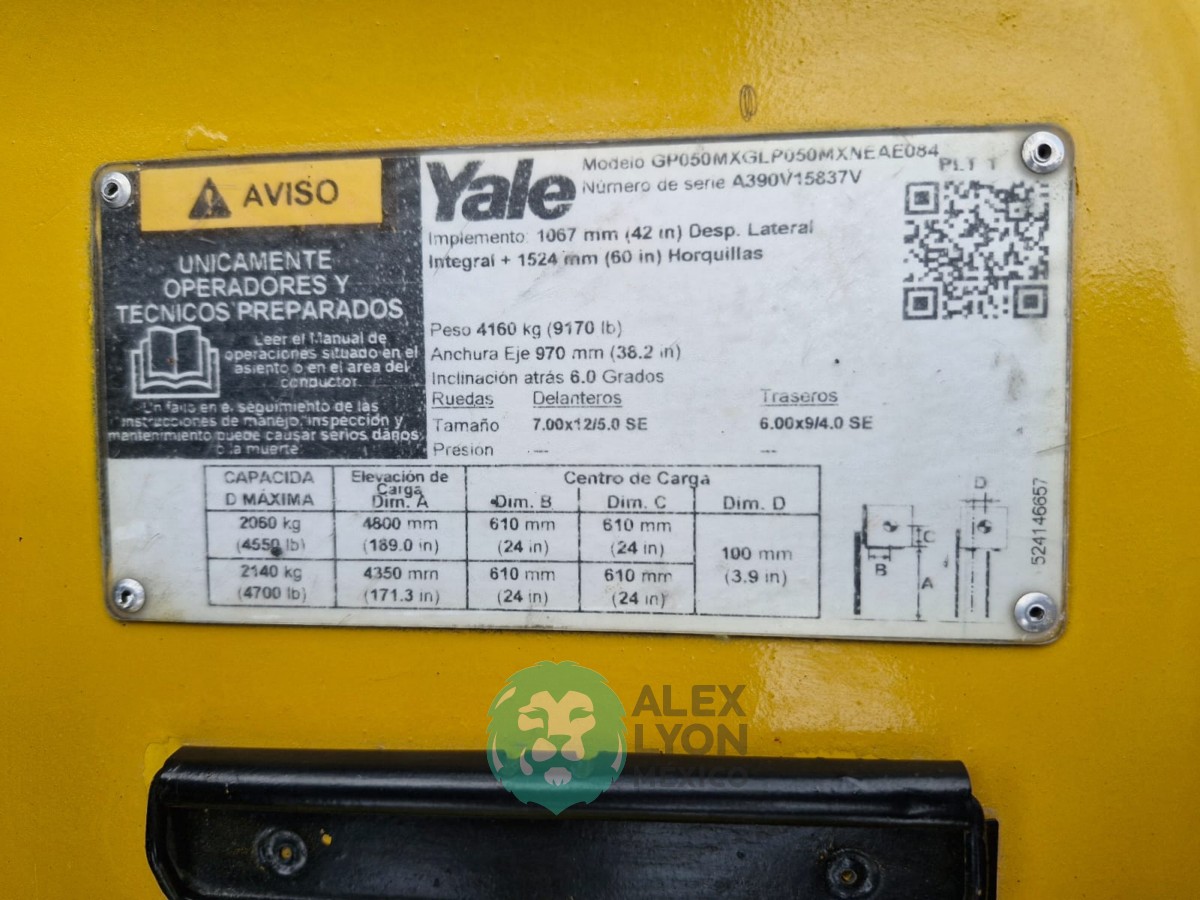 AVISO
UNICAMENTE
OPERADORES Y
TECNICOS PREPARADOS
Leer el Manual de
operaciones situado en el
asiento o en el area del
conductor.
Un fallo en el seguimiento de las
instrucciones de manejo, inspección y
mantenimiento puede causar serios daños
o la muerte.
Yale
Modelo GP050MXGLP050MXNEAE084
Número de serie A390V15837V
PLT 1
Implemento: 1067 mm (42 in) Desp. Lateral
Integral + 1524 mm (60 in) Horquillas
Peso 4160 kg (9170 lb)
Anchura Eje 970 mm (38.2 in)
Inclinación atrás 6.0 Grados
Ruedas Delanteros Traseros
Tamaño 7.00x12/5.0 SE 6.00x9/4.0 SE
Presión --- ---
CAPACIDA Elevación de Centro de Carga
D MÁXIMA Carga Dim. A Dim. B Dim. C Dim. D
2060 kg 4800 mm 610 mm 610 mm
(4550 lb) (189.0 in) (24 in) (24 in)
100 mm
(3.9 in)
2140 kg 4350 mm 610 mm 610 mm
(4700 lb) (171.3 in) (24 in) (24 in)
D
C
B
A
524146657
ALEX
LYON
MEXICO